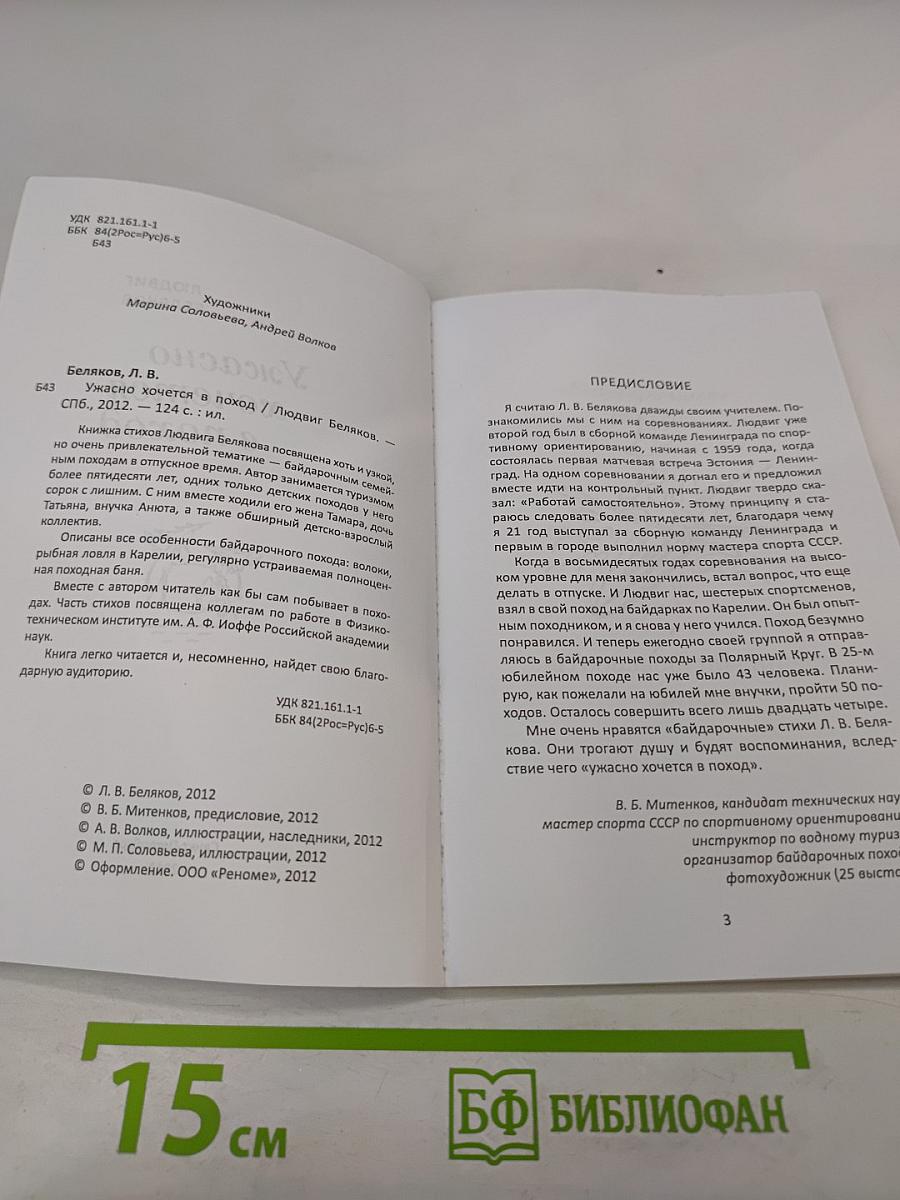 УДК 821.161.1-1
ББК 84(2Рос=Рус)6-5
Б43
Художники
Марина Соловьева, Андрей Волков
Беляков, Л. В.
Б43 Ужасно хочется в поход / Людвиг Беляков. —
СПб., 2012. — 124 с. : ил.
Книжка стихов Людвига Белякова посвящена хоть и узкой,
но очень привлекательной тематике — байдарочным семей-
ным походам в отпускное время. Автор занимается туризмом
более пятидесяти лет, одних только детских походов у него
сорок с лишним. С ним вместе ходили его жена Тамара, дочь
Татьяна, внучка Анюта, а также обширный детско-взрослый
коллектив.
Описаны все особенности байдарочного похода: волоки,
рыбная ловля в Карелии, регулярно устраиваемая полноцен-
ная походная баня.
Вместе с автором читатель как бы сам побывает в похо-
дах. Часть стихов посвящена коллегам по работе в Физико-
техническом институте им. А. Ф. Иоффе Российской академии
наук.
Книга легко читается и, несомненно, найдет свою благо-
дарную аудиторию.
УДК 821.161.1-1
ББК 84(2Рос=Рус)6-5
© Л. В. Беляков, 2012
© В. Б. Митенков, предисловие, 2012
© А. В. Волков, иллюстрации, наследники, 2012
© М. П. Соловьева, иллюстрации, 2012
© Оформление. ООО «Реноме», 2012
ПРЕДИСЛОВИЕ
Я считаю Л. В. Белякова дважды своим учителем. По-
знакомились мы с ним на соревнованиях. Людвиг уже
второй год был в сборной команде Ленинграда по спор-
тивному ориентированию, начиная с 1959 года, когда
состоялась первая матчевая встреча Эстония — Ленин-
град. На одном соревновании я догнал его и предложил
вместе идти на контрольный пункт. Людвиг твердо ска-
зал: «Работай самостоятельно». Этому принципу я ста-
раюсь следовать более пятидесяти лет, благодаря чему
я 21 год выступал за сборную команду Ленинграда и
первым в городе выполнил норму мастера спорта СССР.
Когда в восьмидесятых годах соревнования на высо-
ком уровне для меня закончились, встал вопрос, что еще
делать в отпуске. И Людвиг нас, шестерых спортсменов,
взял в свой поход на байдарках по Карелии. Он был опыт-
ным походником, и я снова у него учился. Поход безумно
понравился. И теперь ежегодно своей группой я отправ-
ляюсь в байдарочные походы за Полярный Круг. В 25-м
юбилейном походе нас уже было 43 человека. Плани-
рую, как пожелали на юбилей мне внучки, пройти 50 по-
ходов. Осталось совершить всего лишь двадцать четыре.
Мне очень нравятся «байдарочные» стихи Л. В. Беля-
кова. Они трогают душу и будят воспоминания, вслед-
ствие чего «ужасно хочется в поход».
В. Б. Митенков, кандидат технических нау
мастер спорта СССР по спортивному ориентировани
инструктор по водному туриз
организатор байдарочных поход
фотохудожник (25 выста
3
15 см
БФ БИБЛИОФАН